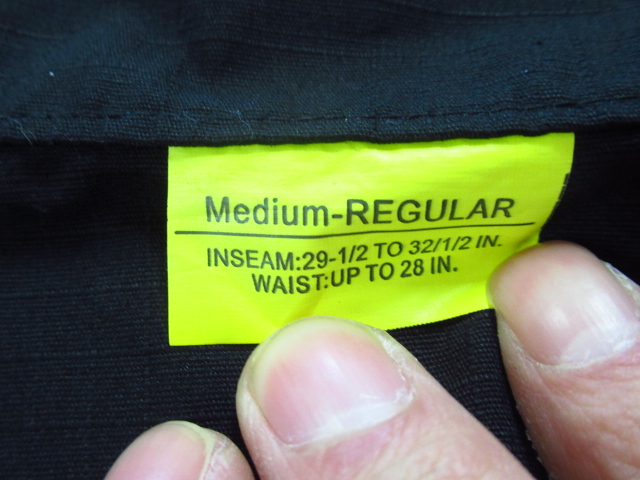 Medium-REGULAR
INSEAM:29-1/2 TO 32/1/2 IN.
WAIST:UP TO 28 IN.